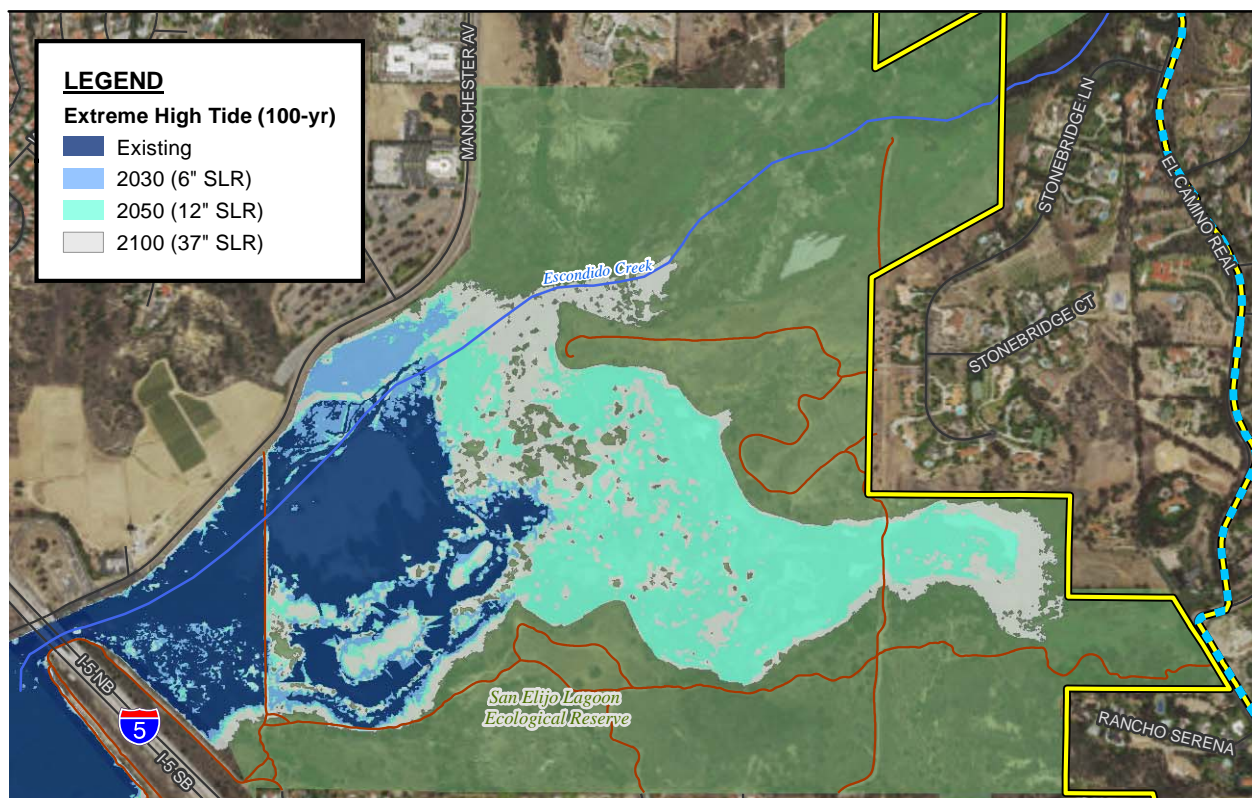 LEGEND
Extreme High Tide (100-yr)
Existing
2030 (6" SLR)
2050 (12" SLR)
2100 (37" SLR)
MANCHESTER AV
STONEBRIDGE LN
EL CAMINO REAL
Escondido Creek
STONEBRIDGE CT
I-5 NB
5
I-5 SB
San Elijo Lagoon
Ecological Reserve
RANCHO SERENA